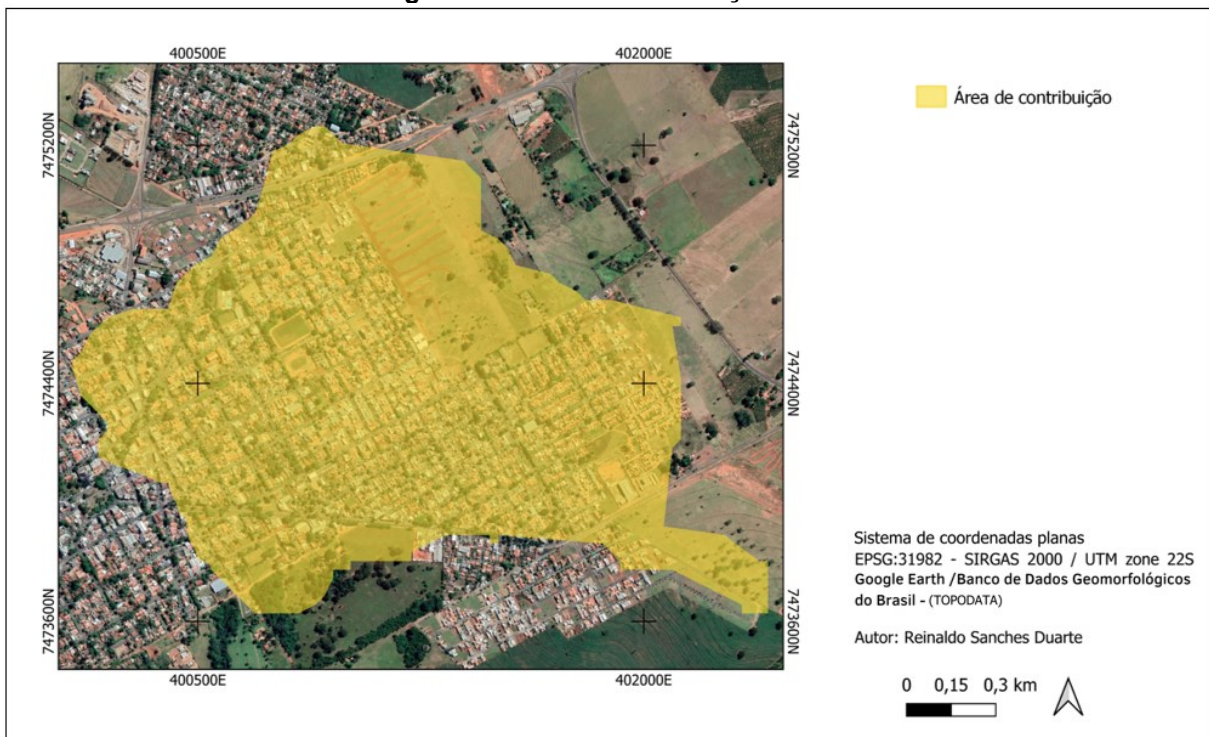 400500E
402000E
7475200N
7475200N
7474400N
7474400N
7473600N
7473600N
Área de contribuição
Sistema de coordenadas planas
EPSG:31982 - SIRGAS 2000 / UTM zone 22S
Google Earth /Banco de Dados Geomorfológicos
do Brasil - (TOPODATA)
Autor: Reinaldo Sanches Duarte
0 0,15 0,3 km